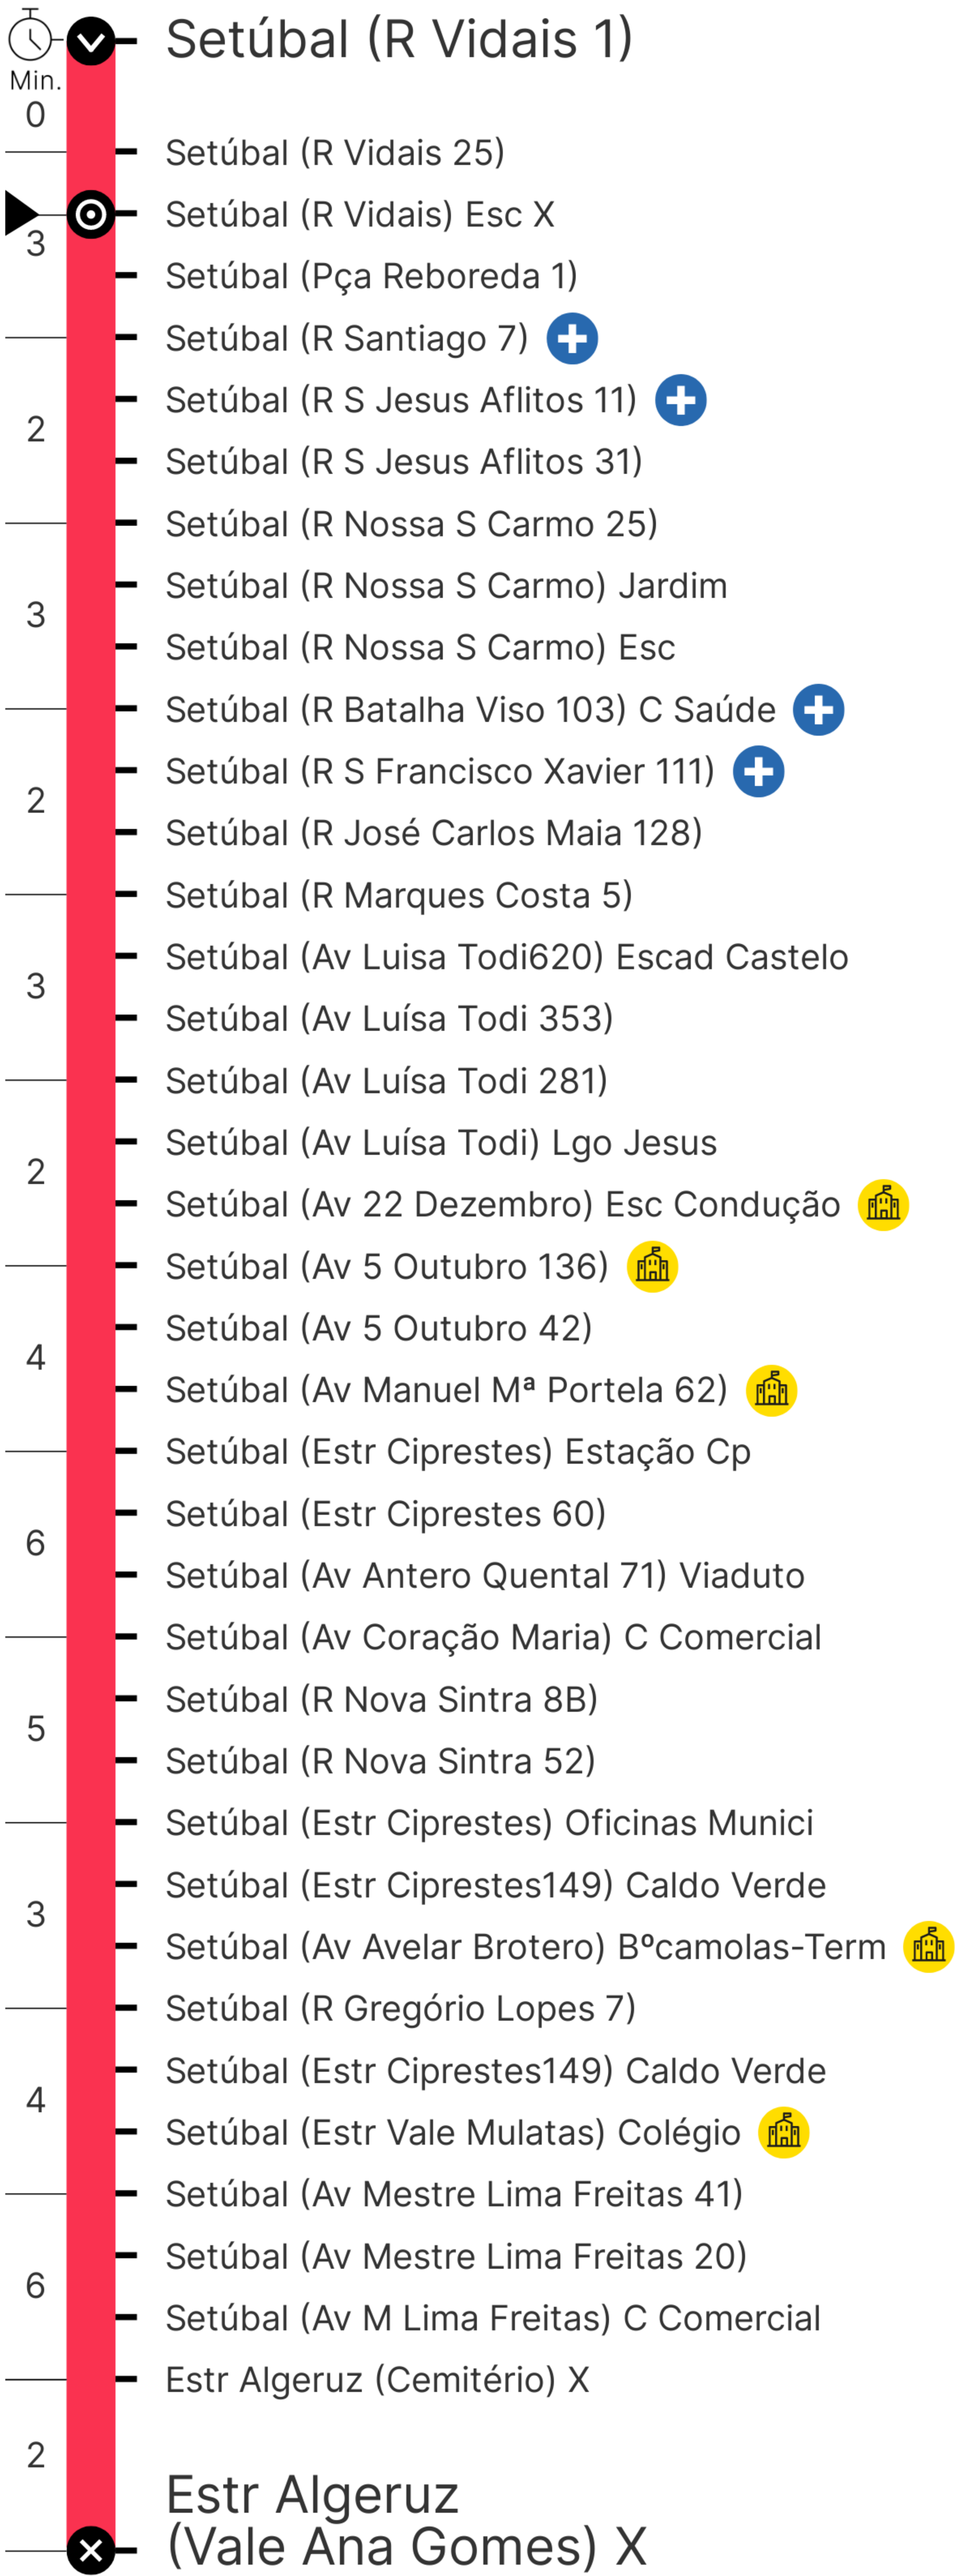 Setúbal (R Vidais 1)
Min.
0
Setúbal (R Vidais 25)
Setúbal (R Vidais) Esc X
3
Setúbal (Pça Reboreda 1)
Setúbal (R Santiago 7)
Setúbal (R S Jesus Aflitos 11)
2
Setúbal (R S Jesus Aflitos 31)
Setúbal (R Nossa S Carmo 25)
Setúbal (R Nossa S Carmo) Jardim
3
Setúbal (R Nossa S Carmo) Esc
Setúbal (R Batalha Viso 103) C Saúde
Setúbal (R S Francisco Xavier 111)
2
Setúbal (R José Carlos Maia 128)
Setúbal (R Marques Costa 5)
Setúbal (Av Luisa Todi620) Escad Castelo
3
Setúbal (Av Luísa Todi 353)
Setúbal (Av Luísa Todi 281)
Setúbal (Av Luísa Todi) Lgo Jesus
2
Setúbal (Av 22 Dezembro) Esc Condução
Setúbal (Av 5 Outubro 136)
Setúbal (Av 5 Outubro 42)
4
Setúbal (Av Manuel Mª Portela 62)
Setúbal (Estr Ciprestes) Estação Cp
Setúbal (Estr Ciprestes 60)
6
Setúbal (Av Antero Quental 71) Viaduto
Setúbal (Av Coração Maria) C Comercial
Setúbal (R Nova Sintra 8B)
5
Setúbal (R Nova Sintra 52)
Setúbal (Estr Ciprestes) Oficinas Munici
Setúbal (Estr Ciprestes149) Caldo Verde
3
Setúbal (Av Avelar Brotero) Bºcamolas-Term
Setúbal (R Gregório Lopes 7)
Setúbal (Estr Ciprestes149) Caldo Verde
4
Setúbal (Estr Vale Mulatas) Colégio
Setúbal (Av Mestre Lima Freitas 41)
Setúbal (Av Mestre Lima Freitas 20)
6
Setúbal (Av M Lima Freitas) C Comercial
Estr Algeruz (Cemitério) X
2
Estr Algeruz
(Vale Ana Gomes) X